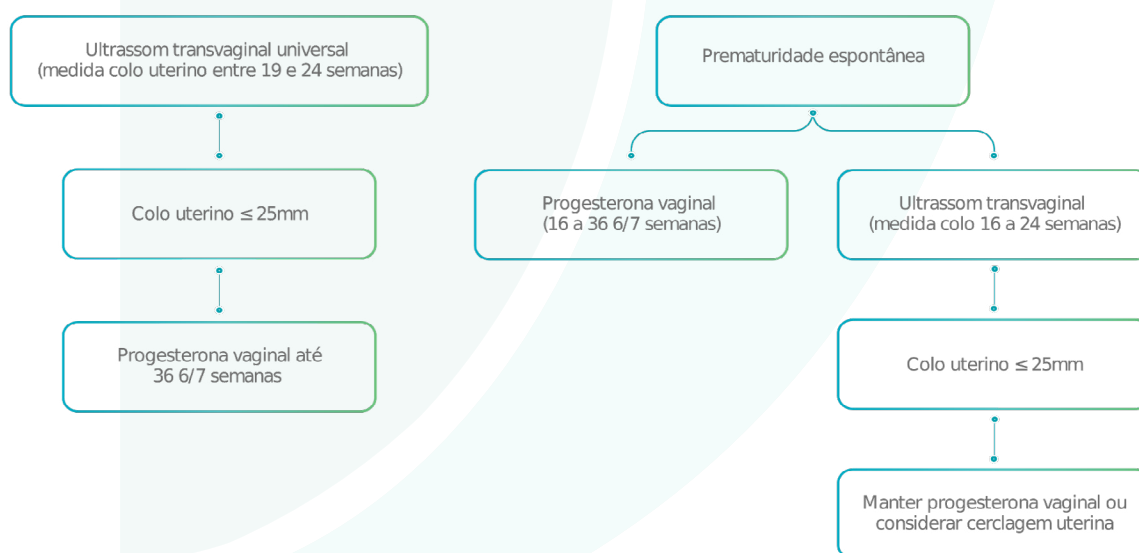 Ultrassom transvaginal universal
(medida colo uterino entre 19 e 24 semanas)
Colo uterino ≤ 25mm
Progesterona vaginal até
36 6/7 semanas
Prematuridade espontânea
Progesterona vaginal
(16 a 36 6/7 semanas)
Ultrassom transvaginal
(medida colo 16 a 24 semanas)
Colo uterino ≤ 25mm
Manter progesterona vaginal ou
considerar cerclagem uterina